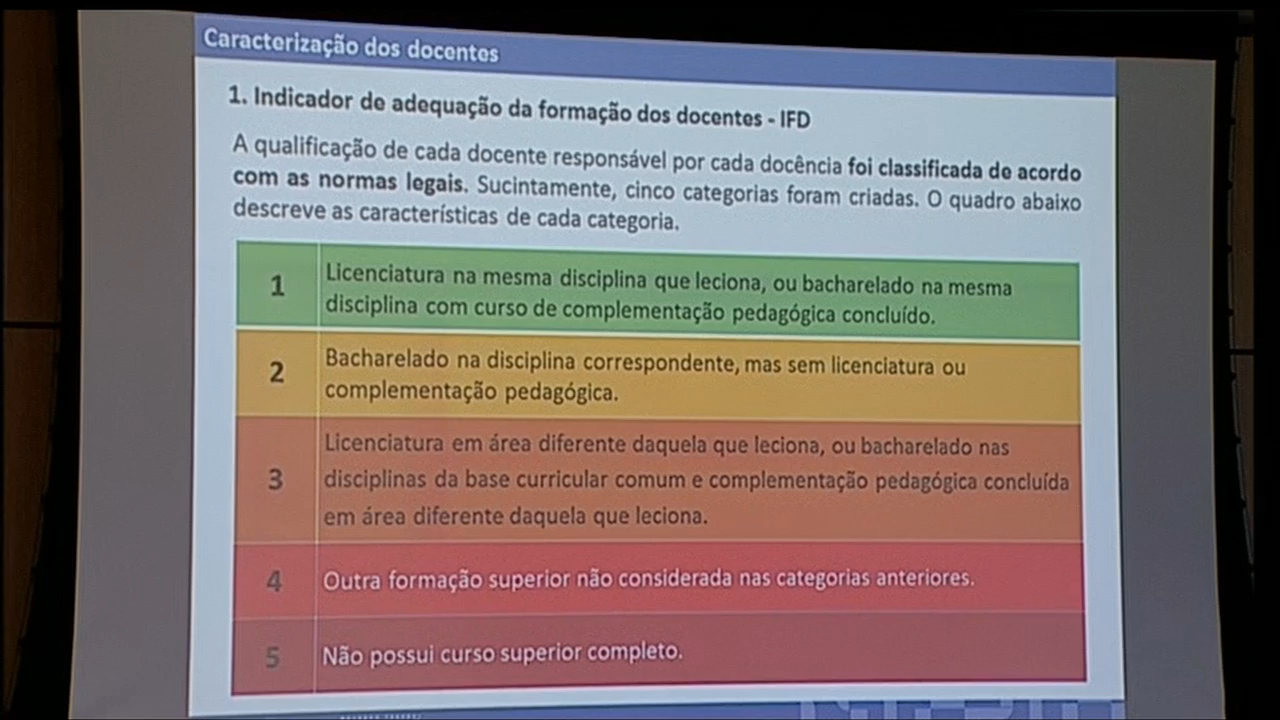 Caracterização dos docentes
1. Indicador de adequação da formação dos docentes - IFD
A qualificação de cada docente responsável por cada docência foi classificada de acordo
com as normas legais. Sucintamente, cinco categorias foram criadas. O quadro abaixo
descreve as características de cada categoria.
1
Licenciatura na mesma disciplina que leciona, ou bacharelado na mesma
disciplina com curso de complementação pedagógica concluído.
2
Bacharelado na disciplina correspondente, mas sem licenciatura ou
complementação pedagógica.
3
Licenciatura em área diferente daquela que leciona, ou bacharelado nas
disciplinas da base curricular comum e complementação pedagógica concluída
em área diferente daquela que leciona.
4
Outra formação superior não considerada nas categorias anteriores.
5
Não possui curso superior completo.